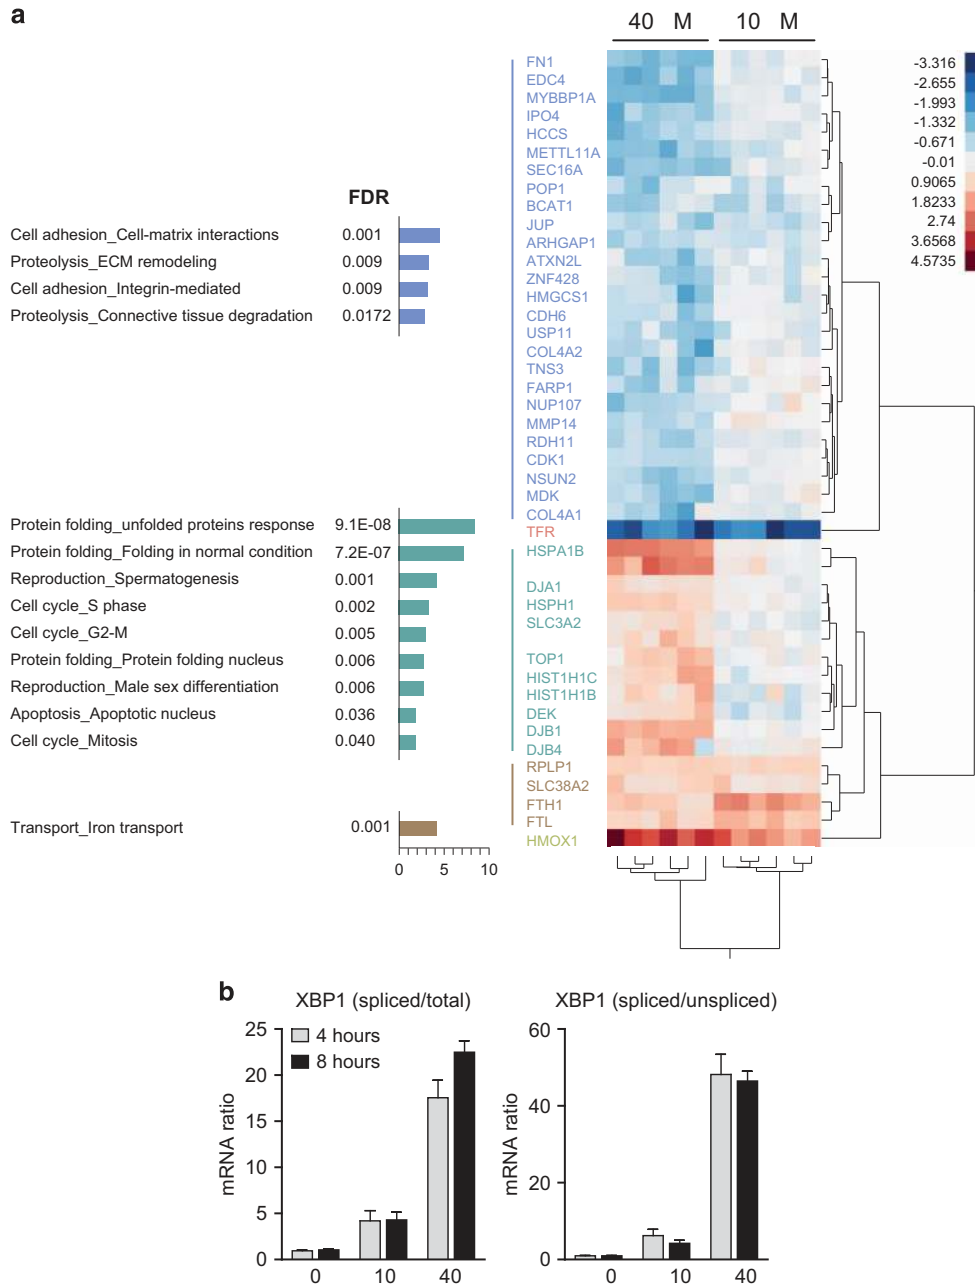 a
40 M 10 M
FN1
EDC4
MYBBP1A
IPO4
HCCS
METTL11A
SEC16A
POP1
BCAT1
JUP
ARHGAP1
ATXN2L
ZNF428
HMGCS1
CDH6
USP11
COL4A2
TNS3
FARP1
NUP107
MMP14
RDH11
CDK1
NSUN2
MDK
COL4A1
TFR
HSPA1B
DJA1
HSPH1
SLC3A2
TOP1
HIST1H1C
HIST1H1B
DEK
DJB1
DJB4
RPLP1
SLC38A2
FTH1
FTL
HMOX1
-3.316
-2.655
-1.993
-1.332
-0.671
-0.01
0.9065
1.8233
2.74
3.6568
4.5735
FDR
Cell adhesion_Cell-matrix interactions 0.001
Proteolysis_ECM remodeling 0.009
Cell adhesion_Integrin-mediated 0.009
Proteolysis_Connective tissue degradation 0.0172
Protein folding_unfolded proteins response 9.1E-08
Protein folding_Folding in normal condition 7.2E-07
Reproduction_Spermatogenesis 0.001
Cell cycle_S phase 0.002
Cell cycle_G2-M 0.005
Protein folding_Protein folding nucleus 0.006
Reproduction_Male sex differentiation 0.006
Apoptosis_Apoptotic nucleus 0.036
Cell cycle_Mitosis 0.040
Transport_Iron transport 0.001
0 5 10
b
XBP1 (spliced/total)
4 hours
8 hours
mRNA ratio
25
20
15
10
5
0
0 10 40
XBP1 (spliced/unspliced)
mRNA ratio
60
40
20
0
0 10 40